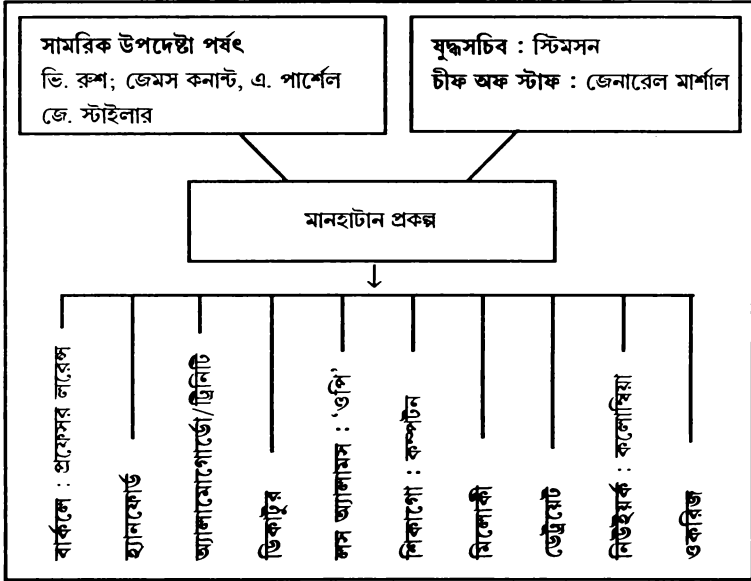 সামরিক উপদেষ্টা পর্ষৎ
ভি. রুশ; জেমস কনান্ট, এ. পার্শেল
জে. স্টাইলার
যুদ্ধসচিব : স্টিমসন
চীফ অফ স্টাফ : জেনারেল মার্শাল
মানহাটান প্রকল্প
বার্কলে : প্রফেসর লরেন্স
হ্যানফোর্ড
অ্যালামোগোর্ডো/ট্রিনিটি
ডিকাটুর
লস অ্যালামস : ‘ওপি’
শিকাগো : কম্পটন
মিলোকী
ডেট্রয়েট
নিউইয়র্ক : কলোম্বিয়া
ওকরিজ